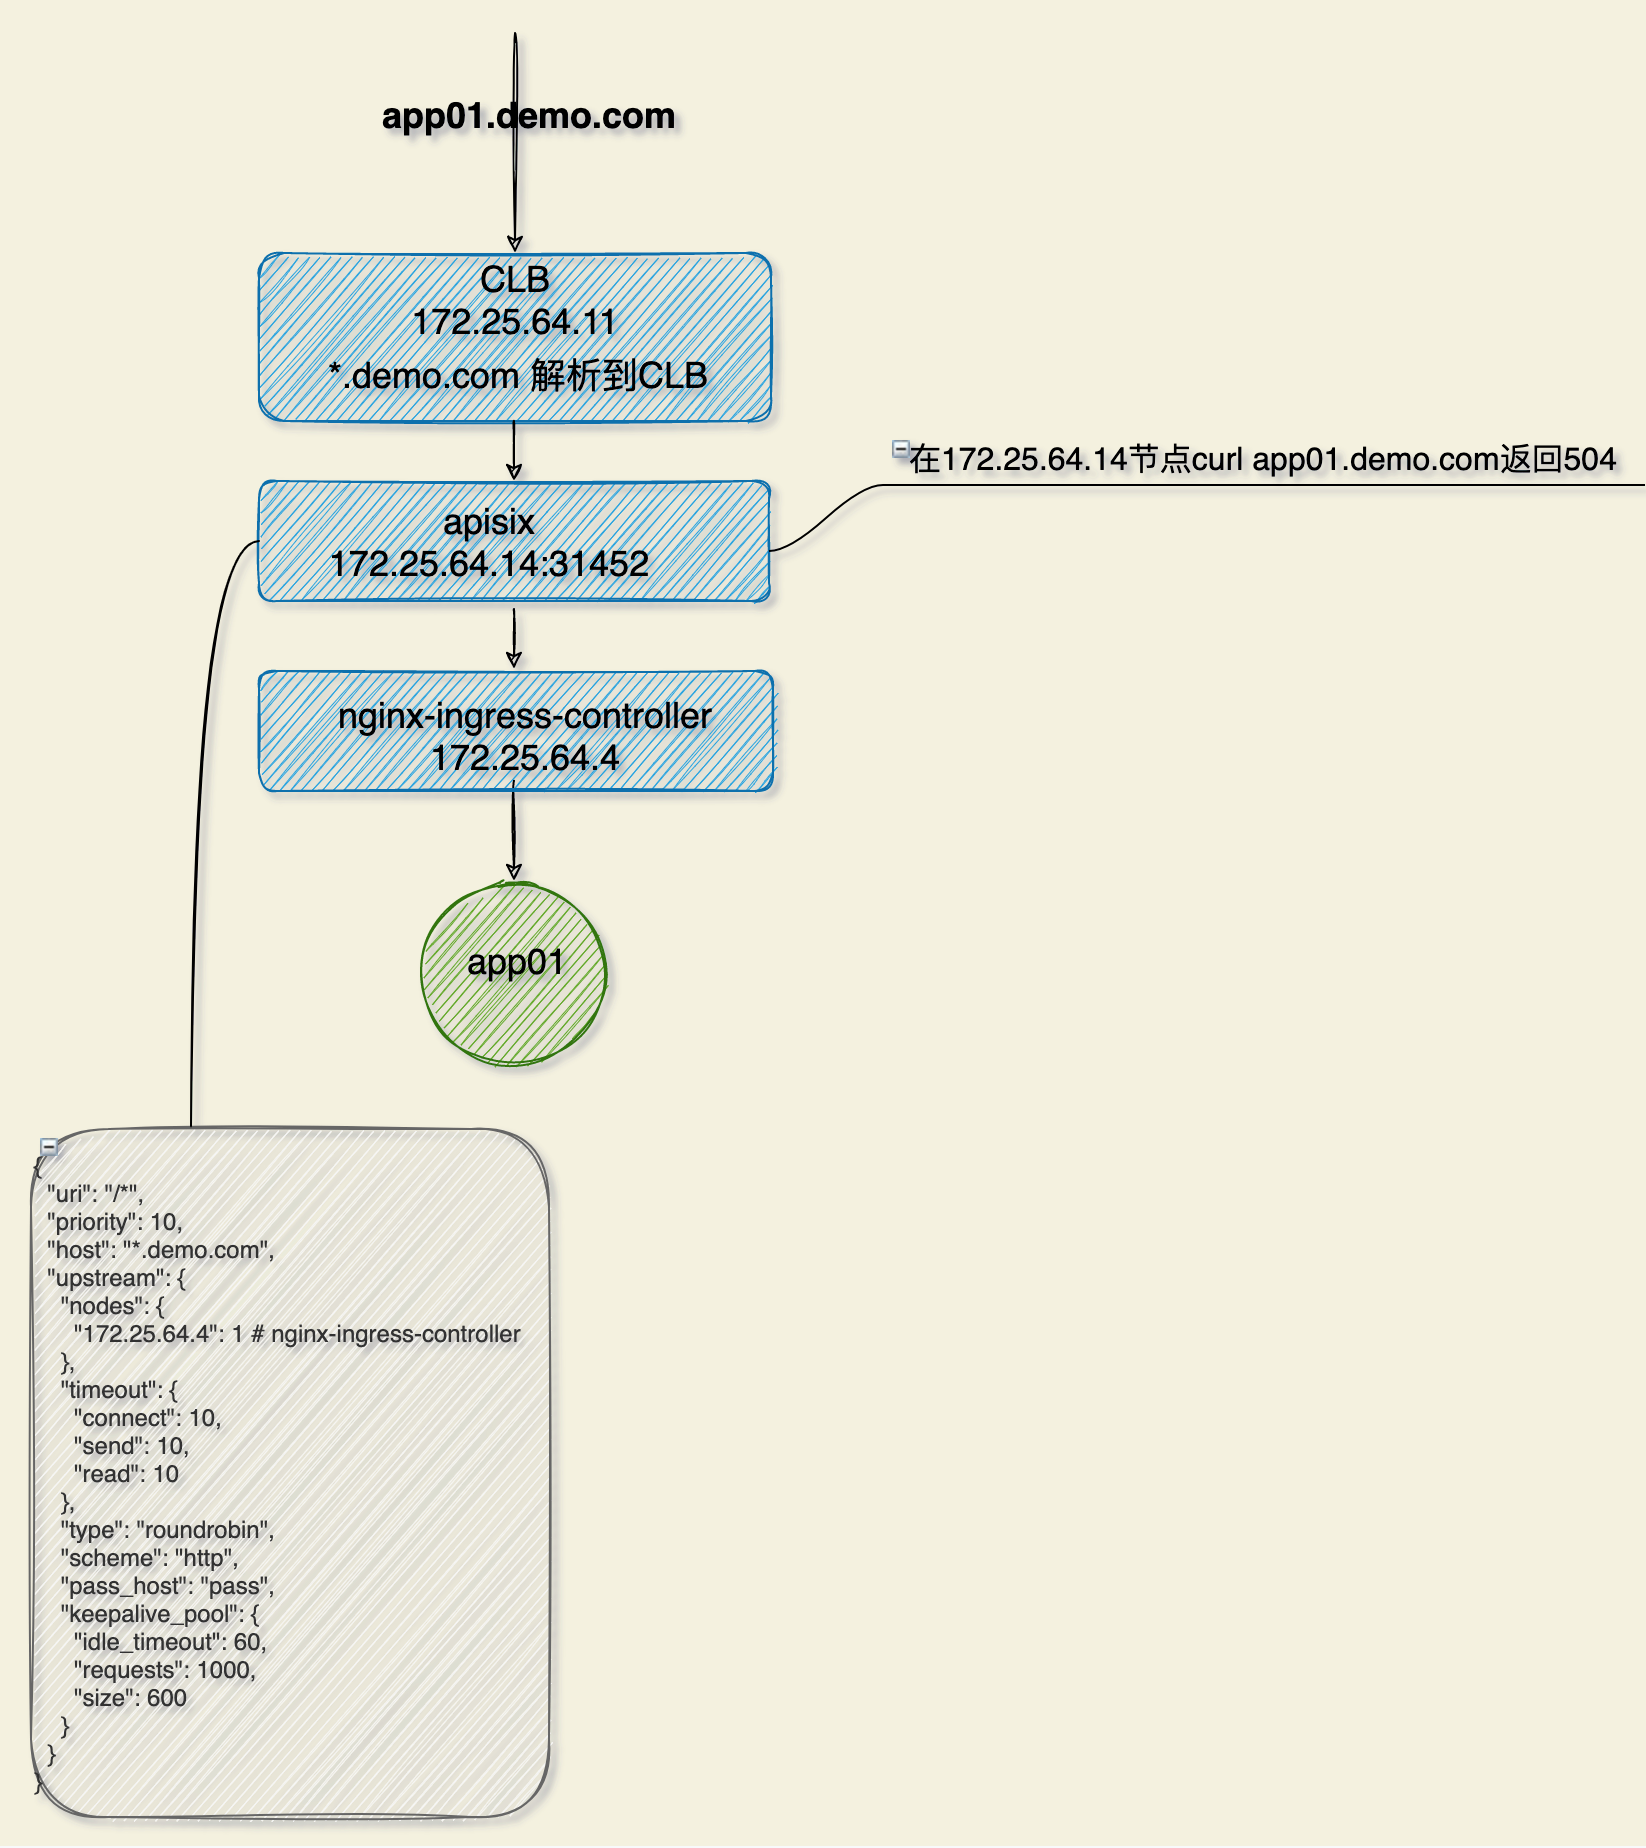 app01.demo.com
CLB
172.25.64.11
*.demo.com 解析到CLB
在172.25.64.14节点curl app01.demo.com返回504
apisix
172.25.64.14:31452
nginx-ingress-controller
172.25.64.4
app01
{
"uri": "/*",
"priority": 10,
"host": "*.demo.com",
"upstream": {
"nodes": {
"172.25.64.4": 1 # nginx-ingress-controller
},
"timeout": {
"connect": 10,
"send": 10,
"read": 10
},
"type": "roundrobin",
"scheme": "http",
"pass_host": "pass",
"keepalive_pool": {
"idle_timeout": 60,
"requests": 1000,
"size": 600
}
}
}